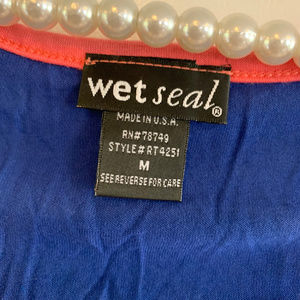 wet seal®
MADE IN U.S.A.
RN#78749
STYLE#RT4251
M
SEE REVERSE FOR CARE